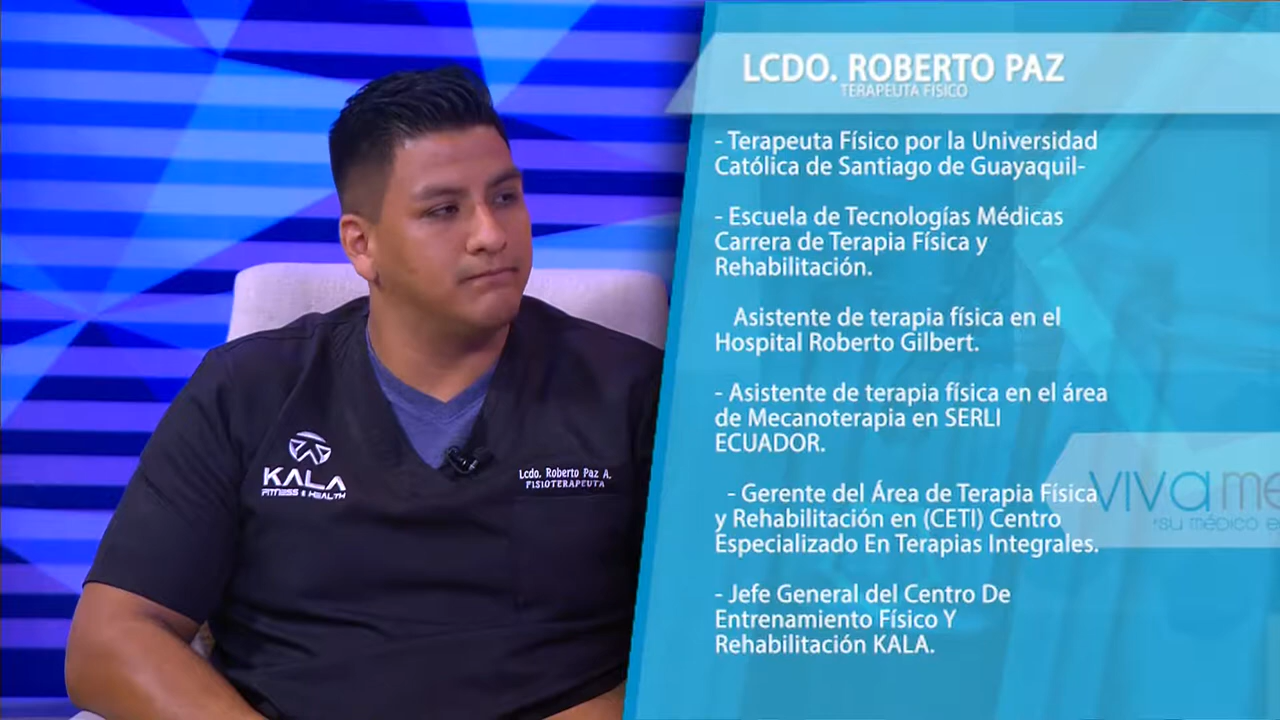 LCDO. ROBERTO PAZ
TERAPEUTA FÍSICO
- Terapeuta Físico por la Universidad
Católica de Santiago de Guayaquil-
- Escuela de Tecnologías Médicas
Carrera de Terapia Física y
Rehabilitación.
Asistente de terapia física en el
Hospital Roberto Gilbert.
- Asistente de terapia física en el área
de Mecanoterapia en SERLI
ECUADOR.
- Gerente del Área de Terapia Física
y Rehabilitación en (CETI) Centro
Especializado En Terapias Integrales.
- Jefe General del Centro De
Entrenamiento Físico Y
Rehabilitación KALA.
KALA
FITNESS & HEALTH
Lcdo. Roberto Paz A.
FISIOTERAPEUTA
vivame
su médico e